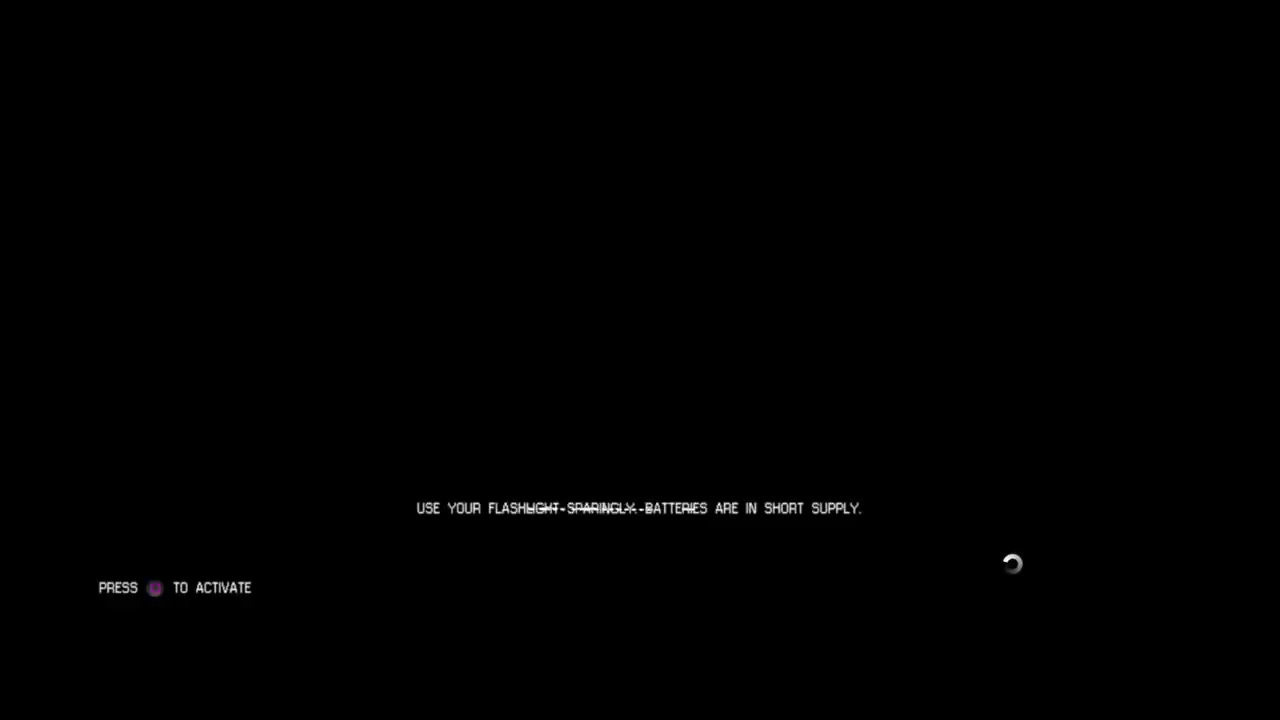 USE YOUR FLASHLIGHT SPARINGLY. BATTERIES ARE IN SHORT SUPPLY.
PRESS TO ACTIVATE